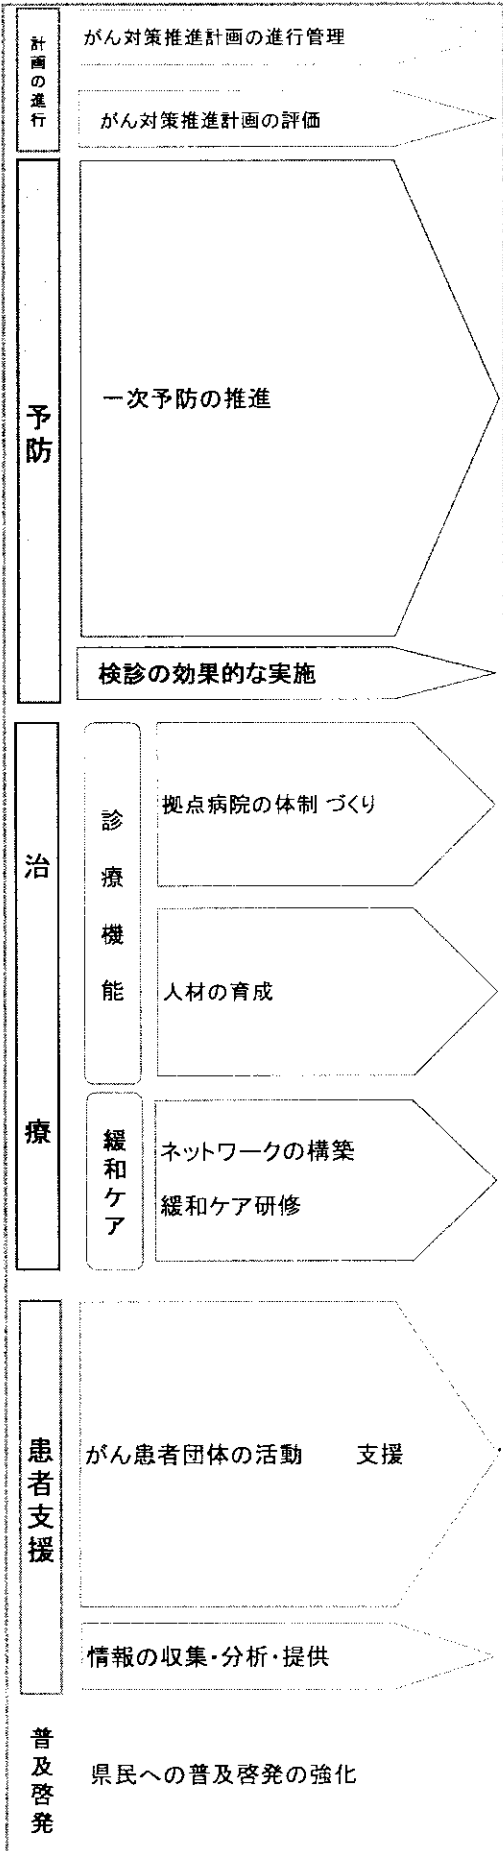 計画の進行
がん対策推進計画の進行管理
がん対策推進計画の評価
予防
一次予防の推進
検診の効果的な実施
治療
診療機能
拠点病院の体制 づくり
人材の育成
緩和ケア
ネットワークの構築
緩和ケア研修
患者支援
がん患者団体の活動　　支援
情報の収集・分析・提供
普及啓発
県民への普及啓発の強化